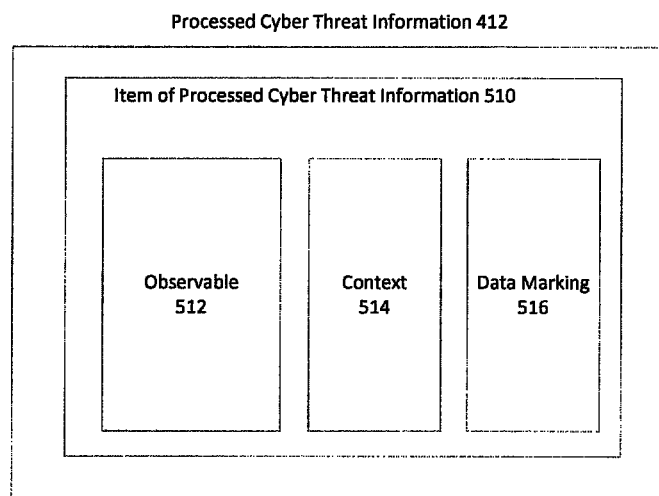 Processed Cyber Threat Information 412
Item of Processed Cyber Threat Information 510
Observable
512
Context
514
Data Marking
516